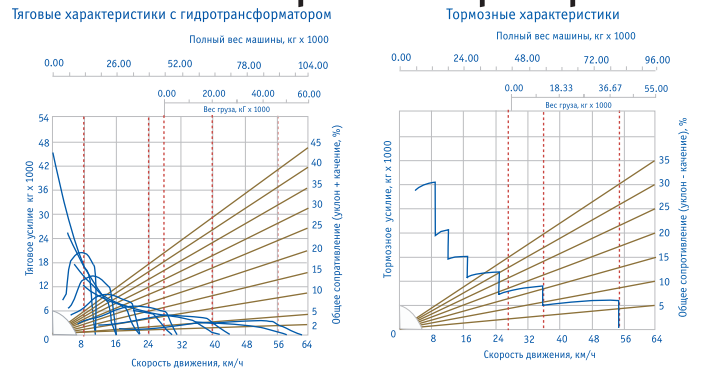 Тяговые характеристики с гидротрансформатором
Полный вес машины, кг x 1000
0.00 26.00 52.00 78.00 104.00
0.00 20.00 40.00 60.00
Вес груза, кГ x 1000
54
48
42
36
30
24
18
12
6
0
Тяговое усилие кг x 1000
45
40
35
30
25
20
15
10
5
2
Общее сопротивление (уклон + качение, %)
8 16 24 32 40 48 56 64
Скорость движения, км/ч
Тормозные характеристики
Полный вес машины, кг x 1000
0.00 24.00 48.00 72.00 96.00
0.00 18.33 36.67 55.00
Вес груза, кг x 1000
40
30
20
10
0
Тормозное усилие, кг x 1000
35
30
25
20
15
10
5
Общее сопротивление (уклон - качение), %
8 16 24 32 40 48 56 64
Скорость движения, км/ч